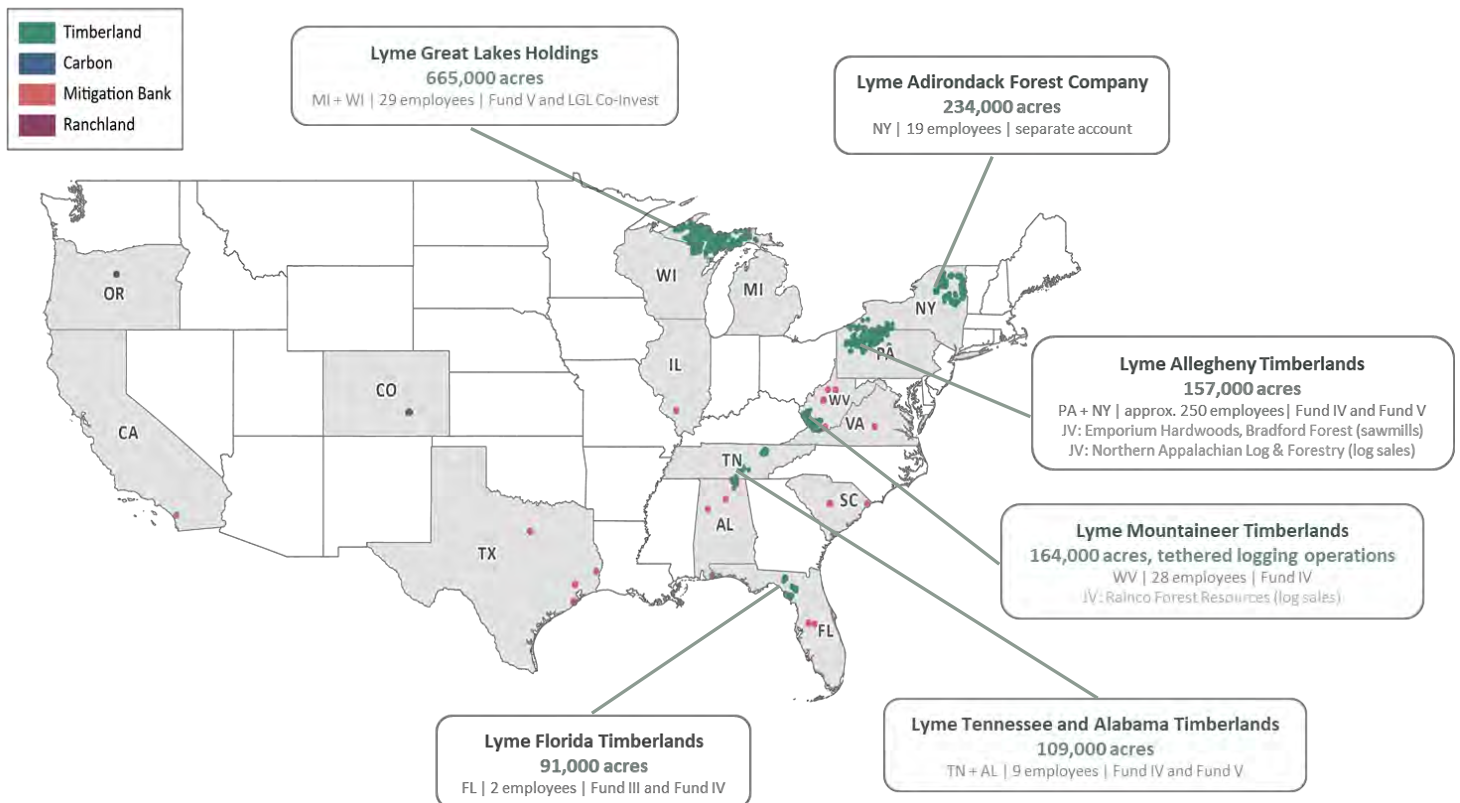 Timberland
Carbon
Mitigation Bank
Ranchland
Lyme Great Lakes Holdings
665,000 acres
MI + WI | 29 employees | Fund V and LGL Co-Invest
Lyme Adirondack Forest Company
234,000 acres
NY | 19 employees | separate account
OR
WI
MI
NY
PA
IL
CO
WV
VA
CA
TN
SC
AL
TX
FL
Lyme Allegheny Timberlands
157,000 acres
PA + NY | approx. 250 employees| Fund IV and Fund V
JV: Emporium Hardwoods, Bradford Forest (sawmills)
JV: Northern Appalachian Log & Forestry (log sales)
Lyme Mountaineer Timberlands
164,000 acres, tethered logging operations
WV | 28 employees | Fund IV
JV: Rainco Forest Resources (log sales)
Lyme Florida Timberlands
91,000 acres
FL | 2 employees | Fund III and Fund IV
Lyme Tennessee and Alabama Timberlands
109,000 acres
TN + AL | 9 employees | Fund IV and Fund V